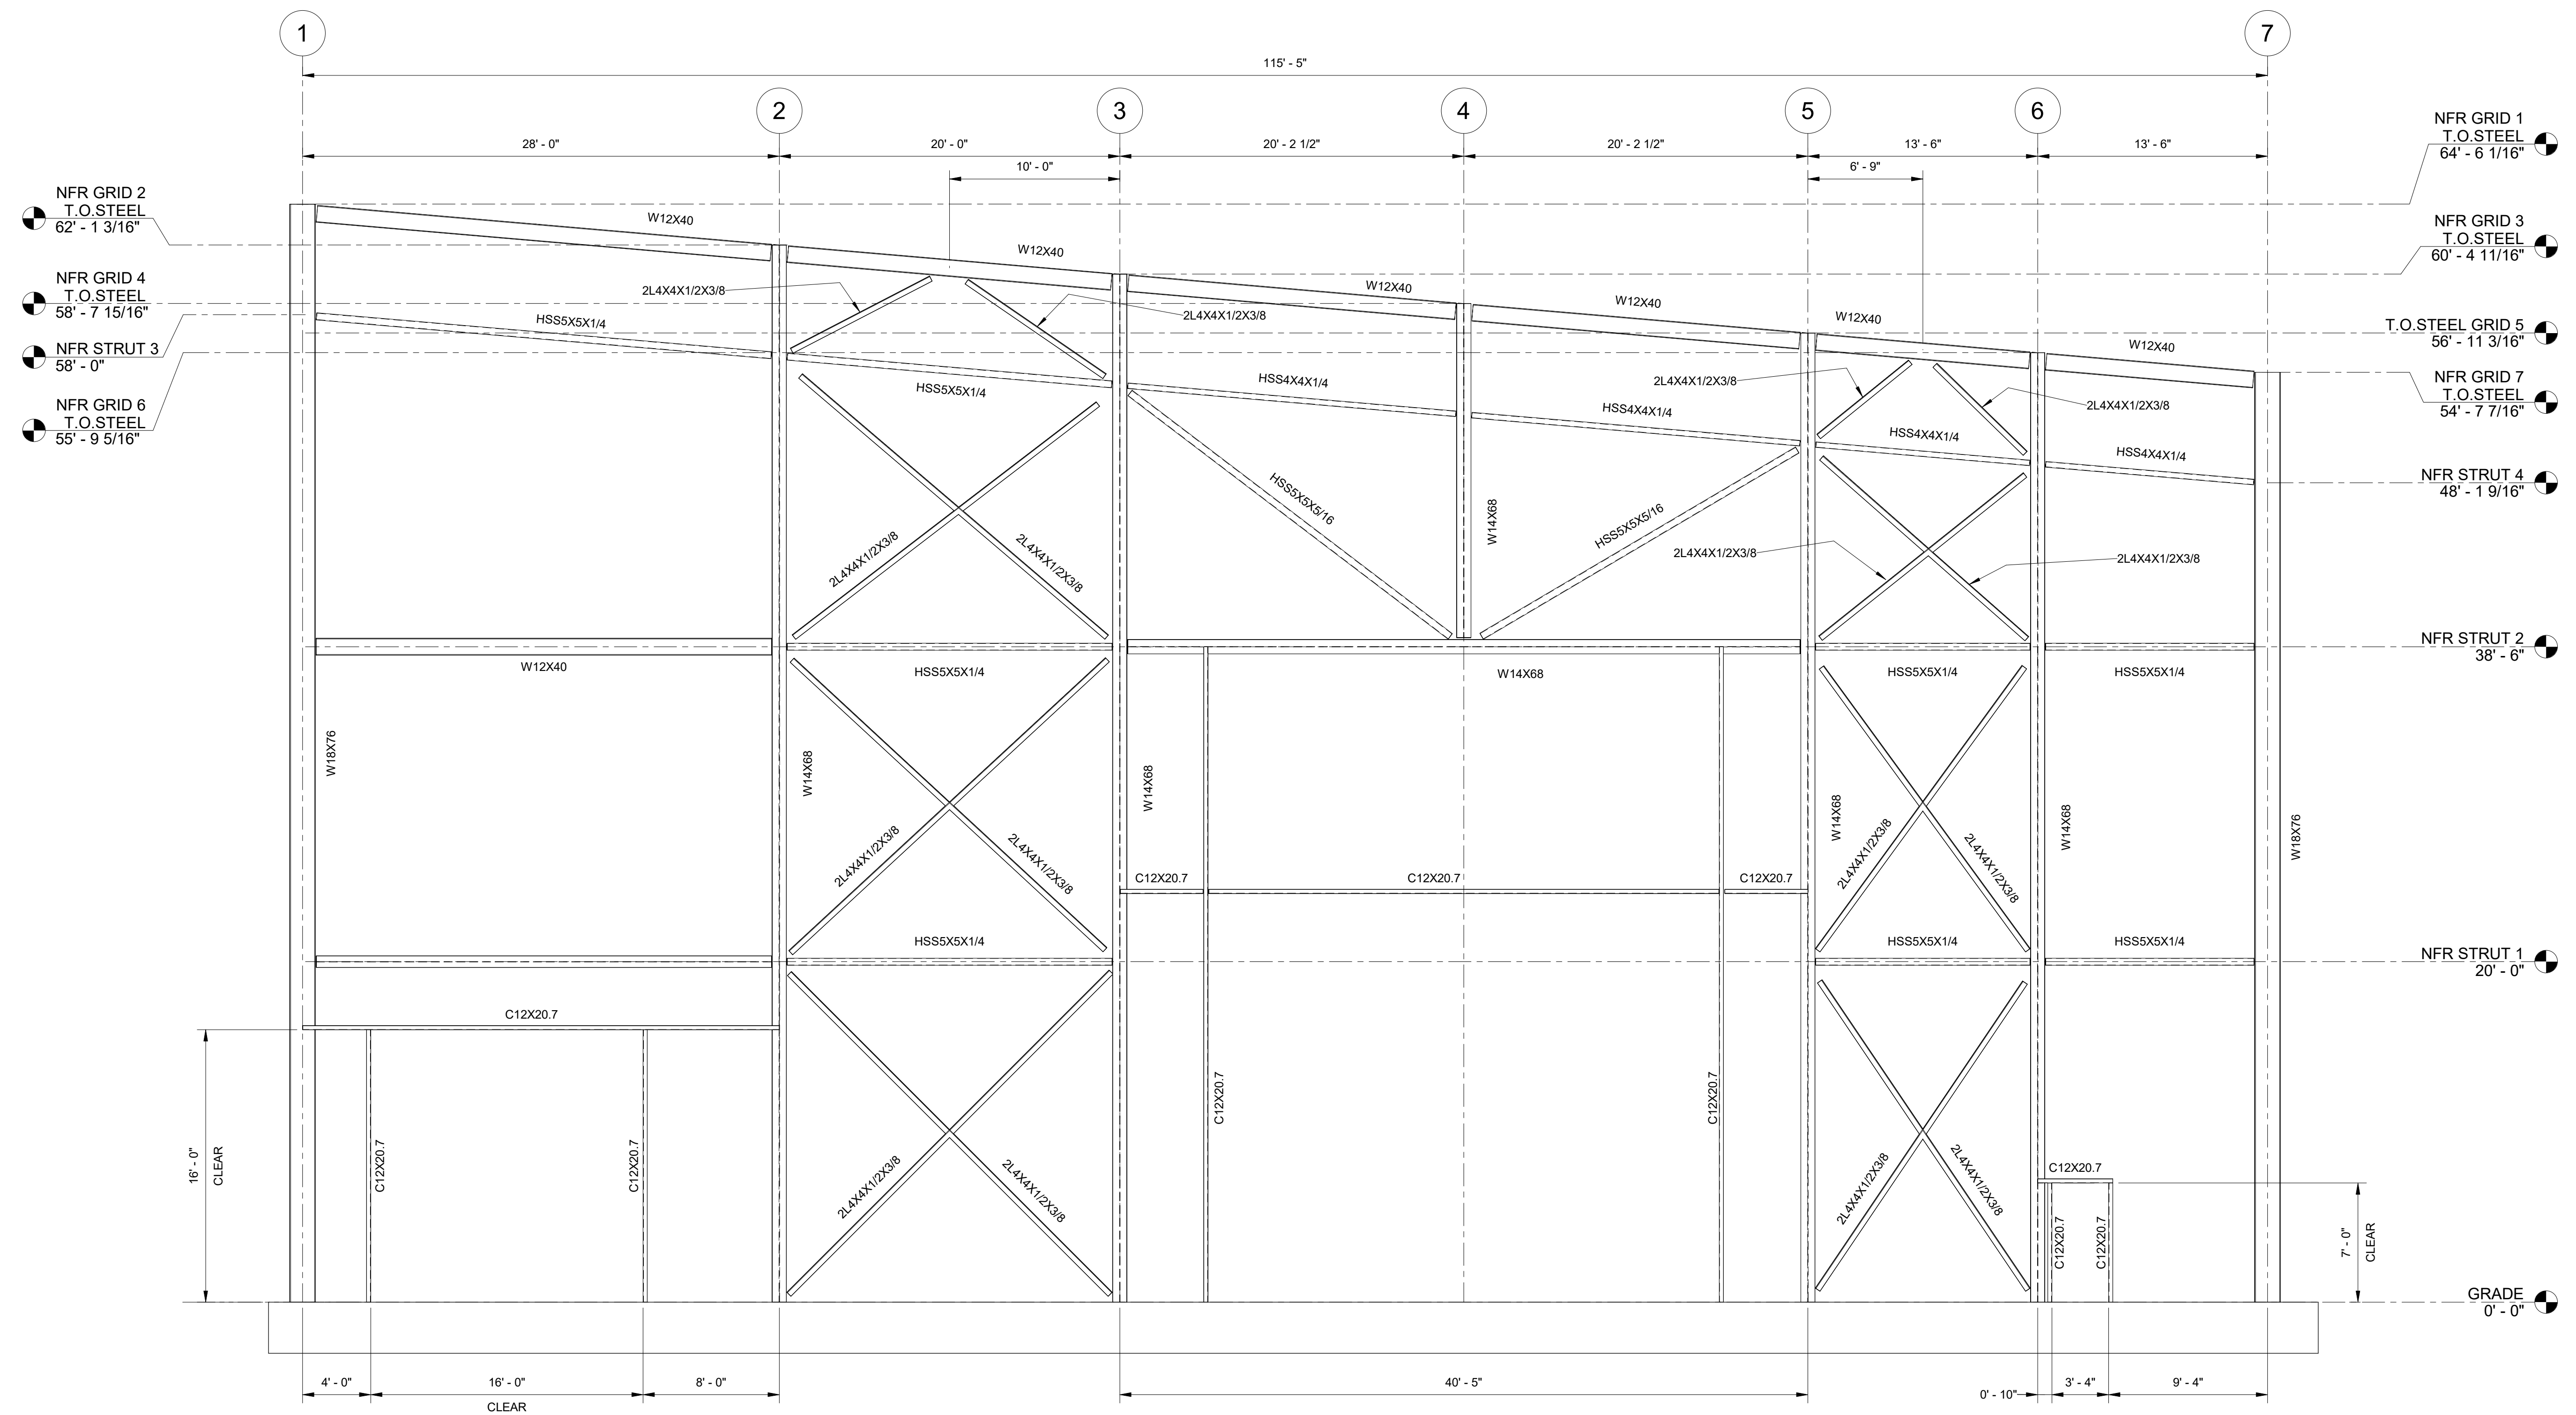 1
7
115' - 5"
2
3
4
5
6
28' - 0"
20' - 0"
20' - 2 1/2"
20' - 2 1/2"
13' - 6"
13' - 6"
10' - 0"
6' - 9"
NFR GRID 1
T.O.STEEL
64' - 6 1/16"
NFR GRID 2
T.O.STEEL
62' - 1 3/16"
NFR GRID 3
T.O.STEEL
60' - 4 11/16"
NFR GRID 4
T.O.STEEL
58' - 7 15/16"
NFR STRUT 3
58' - 0"
NFR GRID 6
T.O.STEEL
55' - 9 5/16"
T.O.STEEL GRID 5
56' - 11 3/16"
NFR GRID 7
T.O.STEEL
54' - 7 7/16"
NFR STRUT 4
48' - 1 9/16"
NFR STRUT 2
38' - 6"
NFR STRUT 1
20' - 0"
GRADE
0' - 0"
W12X40
W12X40
W12X40
W12X40
W12X40
W12X40
2L4X4X1/2X3/8
2L4X4X1/2X3/8
HSS5X5X1/4
HSS5X5X1/4
HSS4X4X1/4
HSS4X4X1/4
2L4X4X1/2X3/8
2L4X4X1/2X3/8
HSS4X4X1/4
HSS4X4X1/4
HSS5X5X5/16
W14X68
HSS5X5X5/16
2L4X4X1/2X3/8
2L4X4X1/2X3/8
2L4X4X1/2X3/8
2L4X4X1/2X3/8
W12X40
HSS5X5X1/4
W14X68
HSS5X5X1/4
HSS5X5X1/4
W18X76
W14X68
W14X68
W14X68
W14X68
W18X76
2L4X4X1/2X3/8
2L4X4X1/2X3/8
2L4X4X1/2X3/8
2L4X4X1/2X3/8
C12X20.7
C12X20.7
C12X20.7
HSS5X5X1/4
HSS5X5X1/4
HSS5X5X1/4
C12X20.7
16' - 0"
CLEAR
C12X20.7
C12X20.7
2L4X4X1/2X3/8
2L4X4X1/2X3/8
C12X20.7
C12X20.7
2L4X4X1/2X3/8
2L4X4X1/2X3/8
C12X20.7
C12X20.7
C12X20.7
7' - 0"
CLEAR
4' - 0"
16' - 0"
CLEAR
8' - 0"
40' - 5"
0' - 10"
3' - 4"
9' - 4"